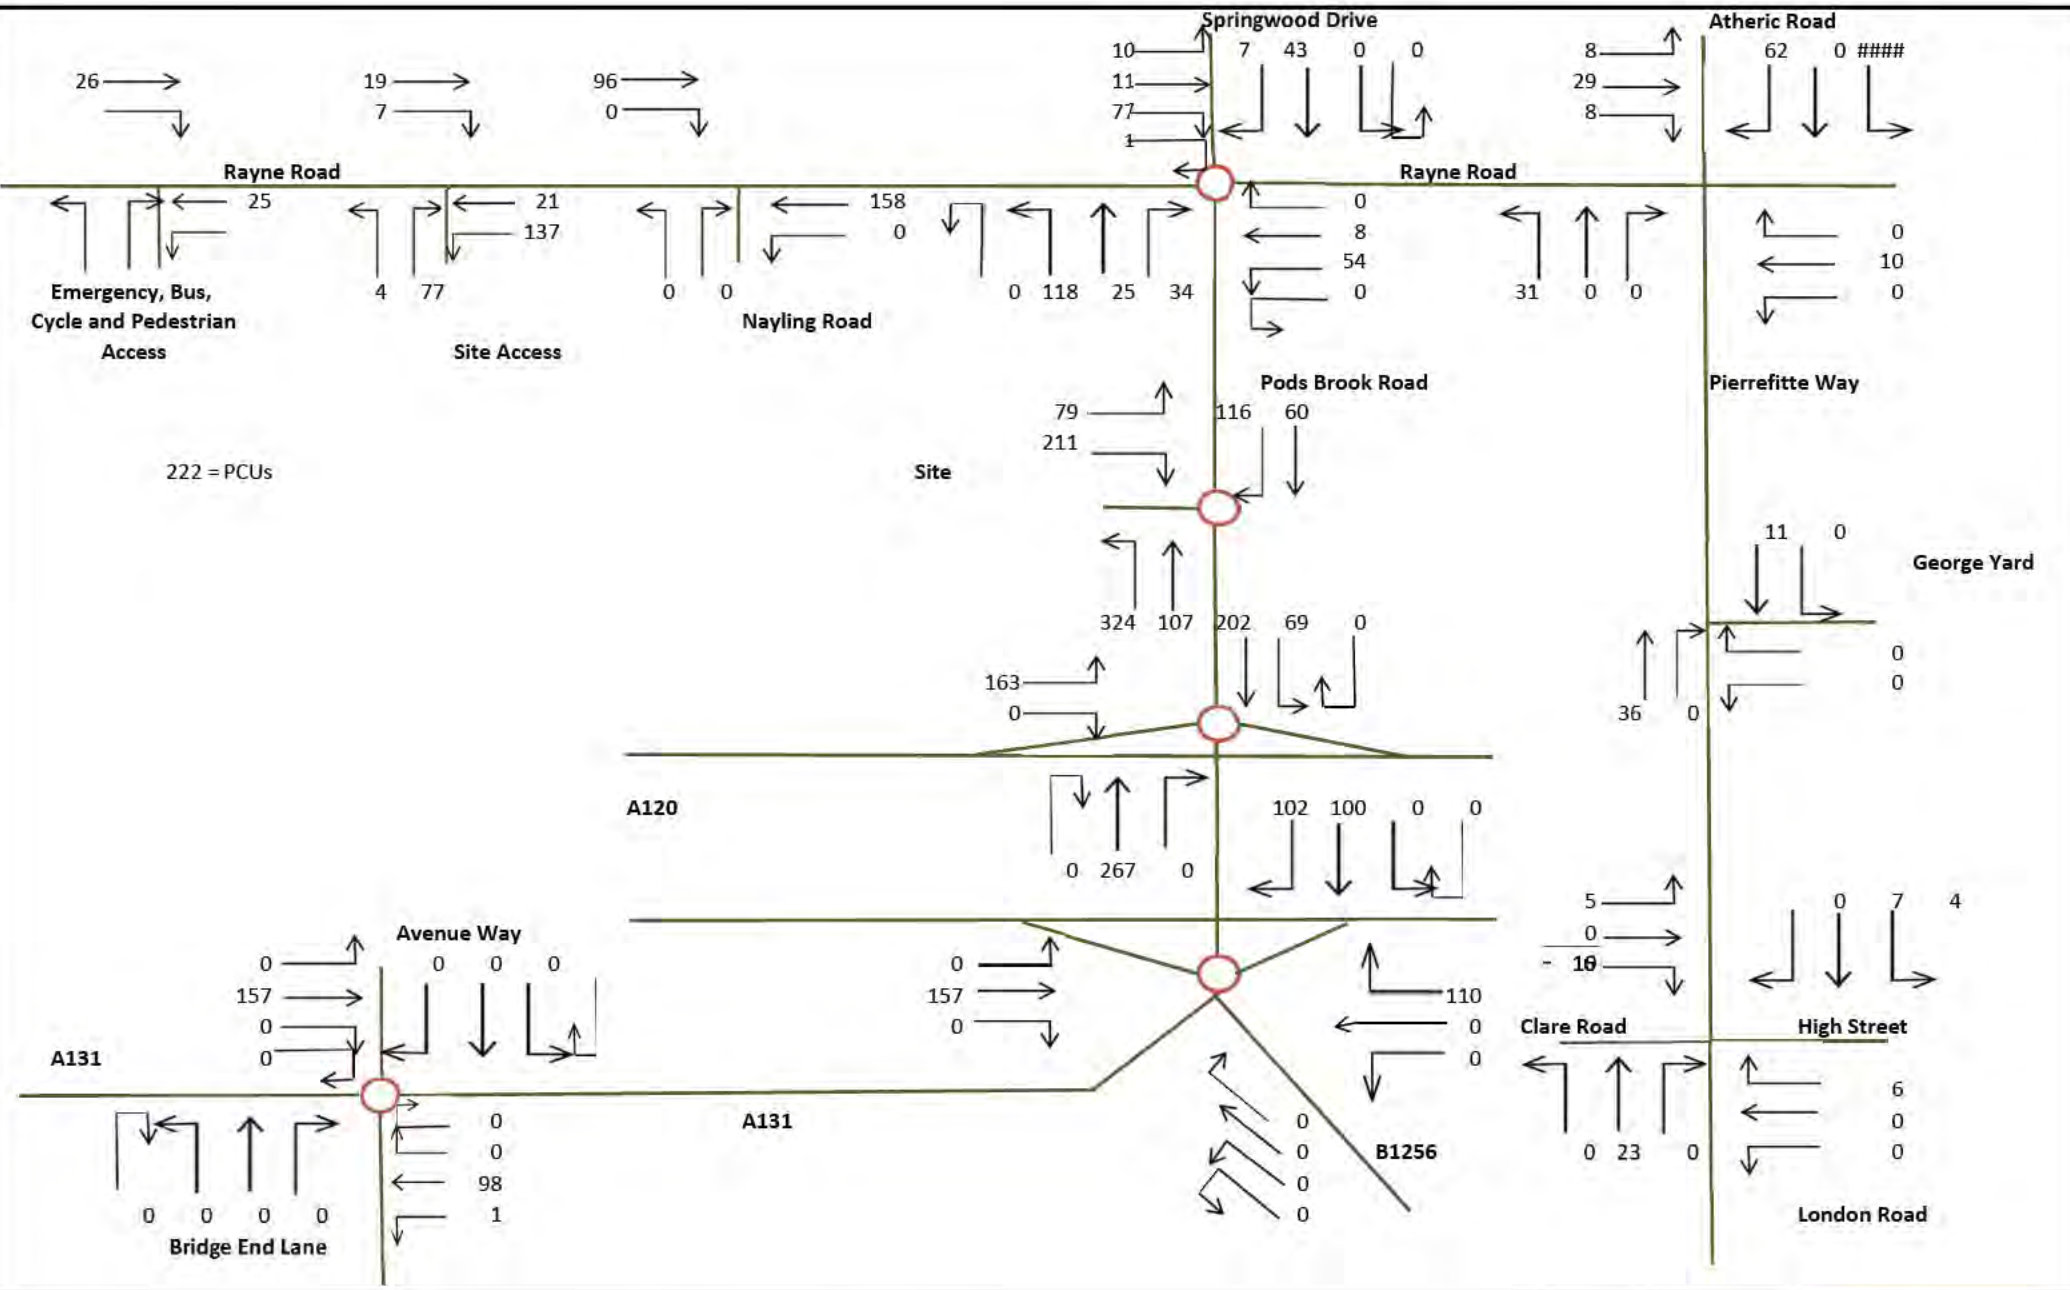 Springwood Drive
Atheric Road
10 7 43 0 0
8 62 0 ####
26 19 96 11
29
7 0 77
8
1
Rayne Road
Rayne Road
25 21 158 0
137 0 8 0
54 10
4 77 0 0 0 118 25 34 0 31 0 0 0
Emergency, Bus,
Cycle and Pedestrian
Access
Site Access
Nayling Road
Pods Brook Road
Pierrefitte Way
79 116 60
211
222 = PCUs
Site
11 0
George Yard
324 107 202 69 0
0
163 0
0 36 0
A120
102 100 0 0
0 267 0
5 0 7 4
0
Avenue Way
0 0 0 0
0
157 157 110
0 0 0
Clare Road
High Street
A131
0 0
6
A131
0 0 0
0 0 23 0 0
B1256
98 0
0 0 0 0 1 0
London Road
Bridge End Lane